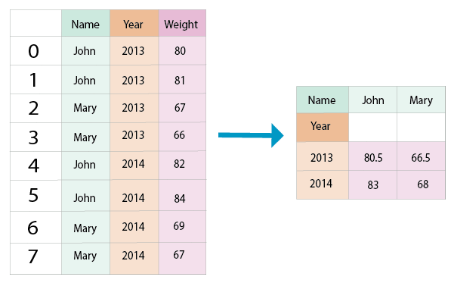 Name Year Weight
0 John 2013 80
1 John 2013 81
2 Mary 2013 67
3 Mary 2013 66
4 John 2014 82
5 John 2014 84
6 Mary 2014 69
7 Mary 2014 67
Name John Mary
Year
2013 80.5 66.5
2014 83 68